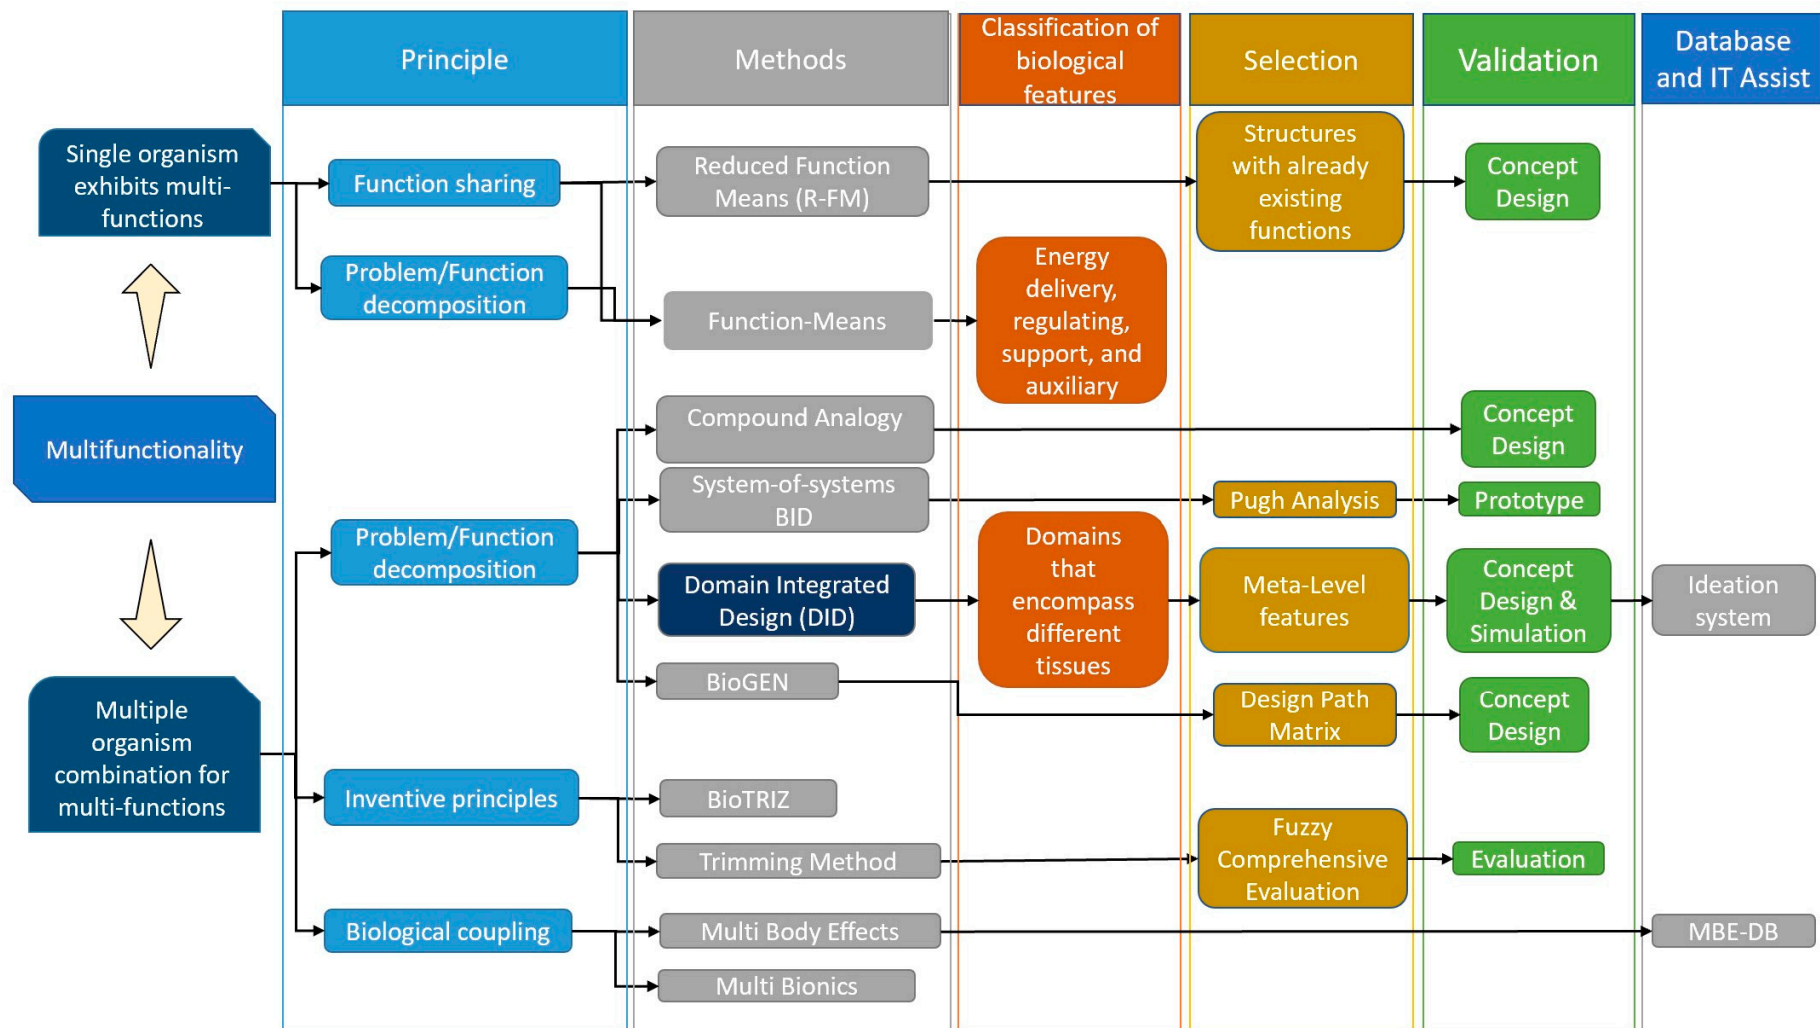 Principle
Methods
Classification of
biological
features
Selection
Validation
Database
and IT Assist
Single organism
exhibits multi-
functions
Function sharing
Reduced Function
Means (R-FM)
Structures
with already
existing
functions
Concept
Design
Problem/Function
decomposition
Function-Means
Energy
delivery,
regulating,
support, and
auxiliary
Multifunctionality
Compound Analogy
Concept
Design
System-of-systems
BID
Pugh Analysis
Prototype
Problem/Function
decomposition
Domain Integrated
Design (DID)
Domains
that
encompass
different
tissues
Meta-Level
features
Concept
Design &
Simulation
Ideation
system
BioGEN
Design Path
Matrix
Concept
Design
Multiple
organism
combination for
multi-functions
Inventive principles
BioTRIZ
Trimming Method
Fuzzy
Comprehensive
Evaluation
Evaluation
Biological coupling
Multi Body Effects
MBE-DB
Multi Bionics